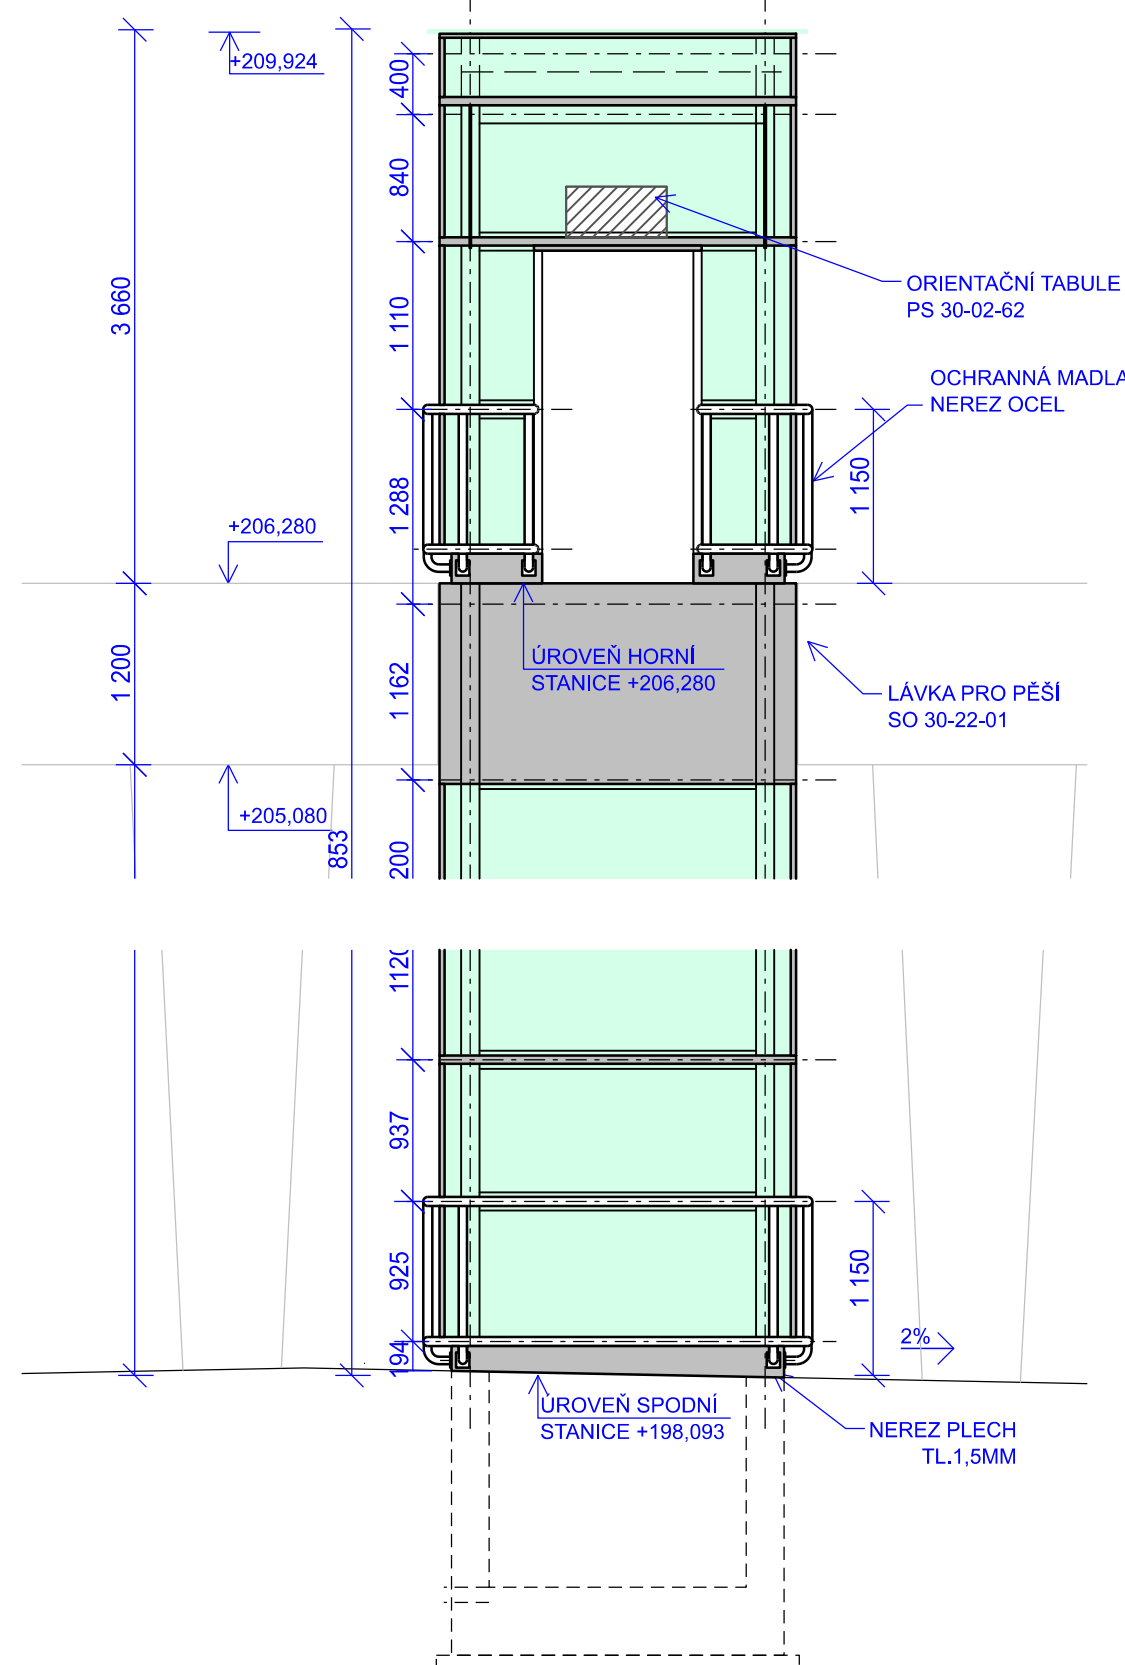 +209,924
400
840
3 660
ORIENTAČNÍ TABULE
PS 30-02-62
1 110
OCHRANNÁ MADLA
NEREZ OCEL
1 288
1 150
+206,280
ÚROVEŇ HORNÍ
STANICE +206,280
1 200
1 162
LÁVKA PRO PĚŠÍ
SO 30-22-01
+205,080
853
200
112
937
925
1 150
2%
194
ÚROVEŇ SPODNÍ
STANICE +198,093
NEREZ PLECH
TL.1,5MM